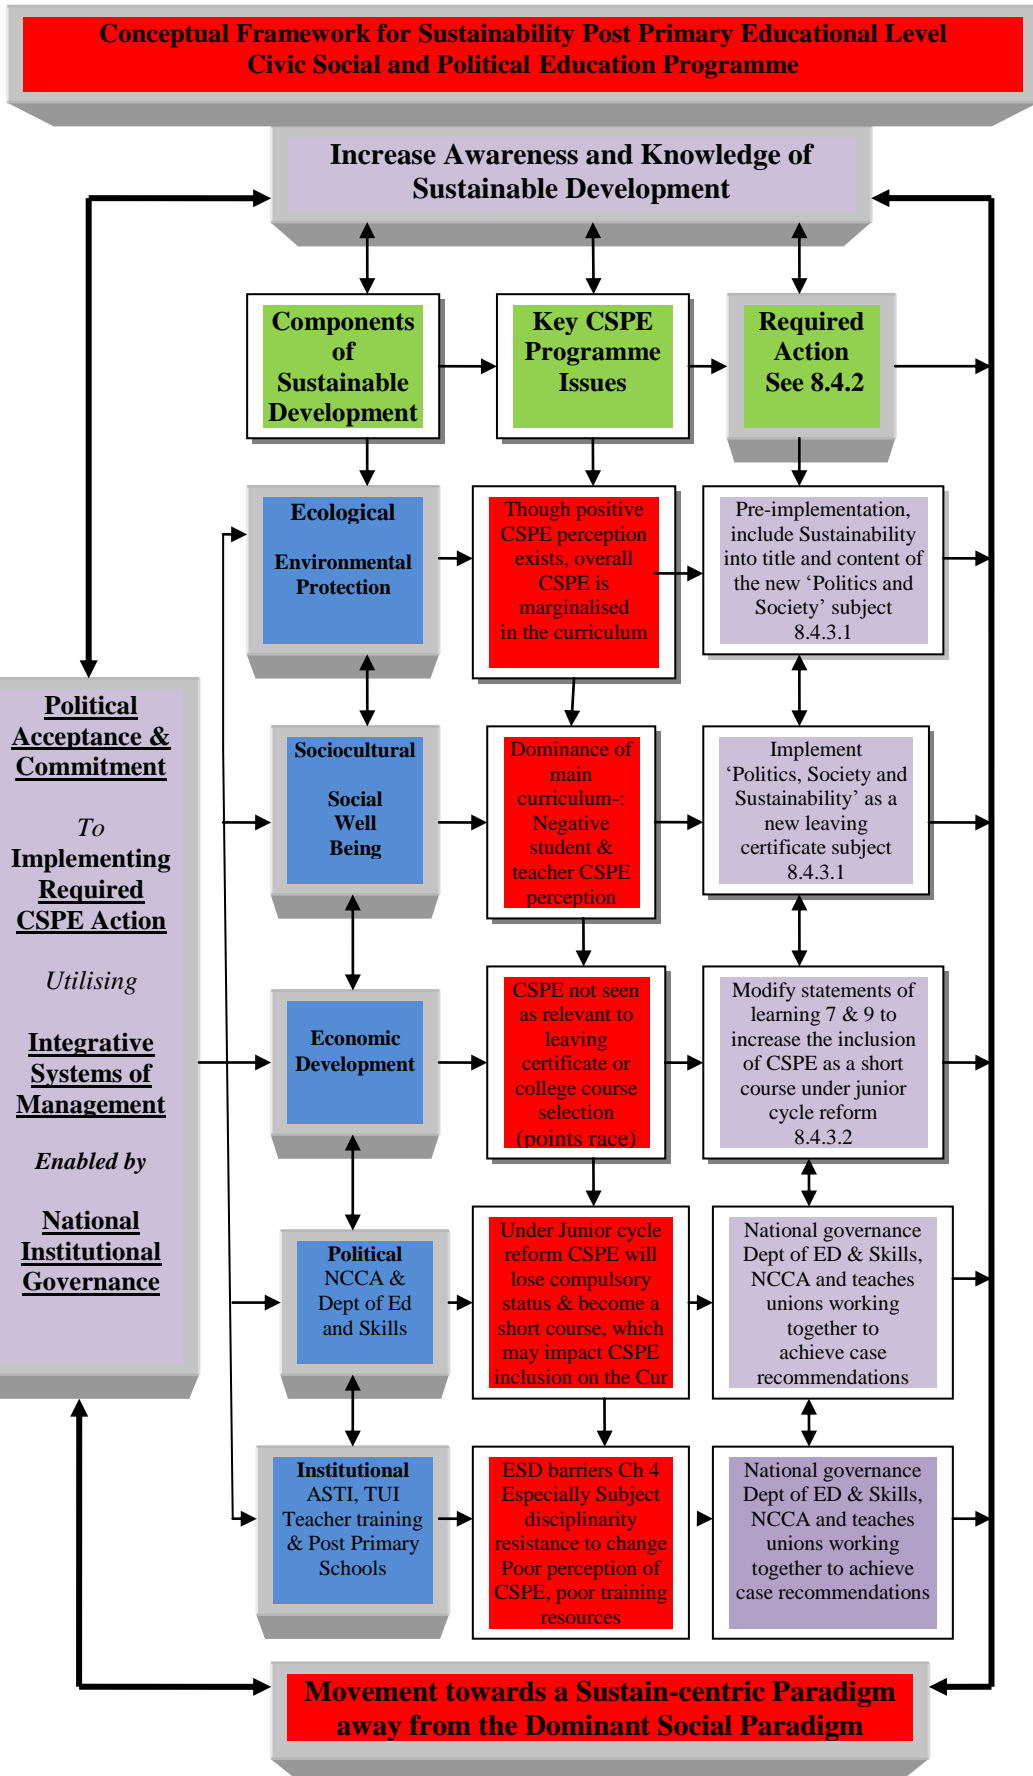 Conceptual Framework for Sustainability Post Primary Educational Level
Civic Social and Political Education Programme
Increase Awareness and Knowledge of
Sustainable Development
Components
of
Sustainable
Development
Key CSPE
Programme
Issues
Required
Action
See 8.4.2
Ecological
Environmental
Protection
Though positive
CSPE perception
exists, overall
CSPE is
marginalised
in the curriculum
Pre-implementation,
include Sustainability
into title and content of
the new ‘Politics and
Society’ subject
8.4.3.1
Political
Acceptance &
Commitment
To
Implementing
Required
CSPE Action
Utilising
Integrative
Systems of
Management
Enabled by
National
Institutional
Governance
Sociocultural
Social
Well
Being
Dominance of
main
curriculum-:
Negative
student &
teacher CSPE
perception
Implement
‘Politics, Society and
Sustainability’ as a
new leaving
certificate subject
8.4.3.1
Economic
Development
CSPE not seen
as relevant to
leaving
certificate or
college course
selection
(points race)
Modify statements of
learning 7 & 9 to
increase the inclusion
of CSPE as a short
course under junior
cycle reform
8.4.3.2
Political
NCCA &
Dept of Ed
and Skills
Under Junior cycle
reform CSPE will
lose compulsory
status & become a
short course, which
may impact CSPE
inclusion on the Cur
National governance
Dept of ED & Skills,
NCCA and teaches
unions working
together to
achieve case
recommendations
Institutional
ASTI, TUI
Teacher training
& Post Primary
Schools
ESD barriers Ch 4
Especially Subject
disciplinarity
resistance to change
Poor perception of
CSPE, poor training
resources
National governance
Dept of ED & Skills,
NCCA and teaches
unions working
together to achieve
case recommendations
Movement towards a Sustain-centric Paradigm
away from the Dominant Social Paradigm